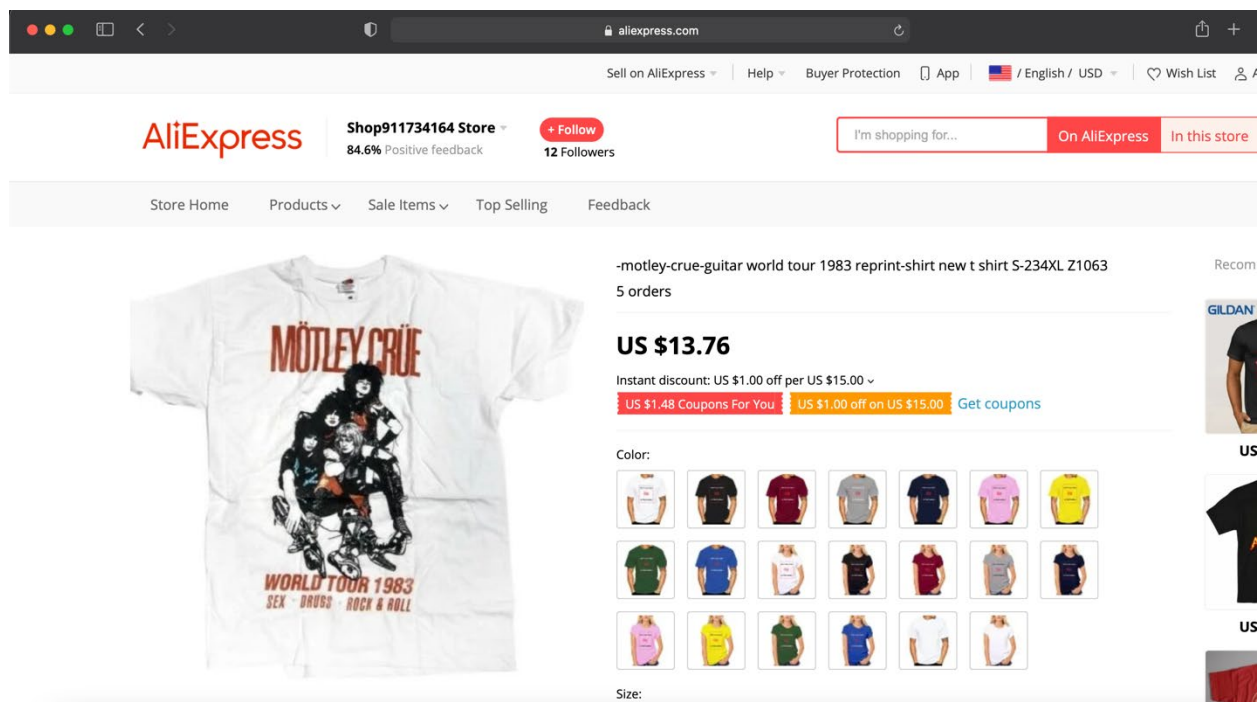 aliexpress.com
Sell on AliExpress Help Buyer Protection App / English / USD Wish List
AliExpress
Shop911734164 Store
84.6% Positive feedback
+ Follow
12 Followers
I'm shopping for...
On AliExpress
In this store
Store Home Products Sale Items Top Selling Feedback
MÖTLEY CRÜE
WORLD TOUR 1983
SEX - DRUGS - ROCK & ROLL
-motley-crue-guitar world tour 1983 reprint-shirt new t shirt S-234XL Z1063
5 orders
US $13.76
Instant discount: US $1.00 off per US $15.00
US $1.48 Coupons For You US $1.00 off on US $15.00 Get coupons
Color:
Size:
Recom
GILDAN
US
US